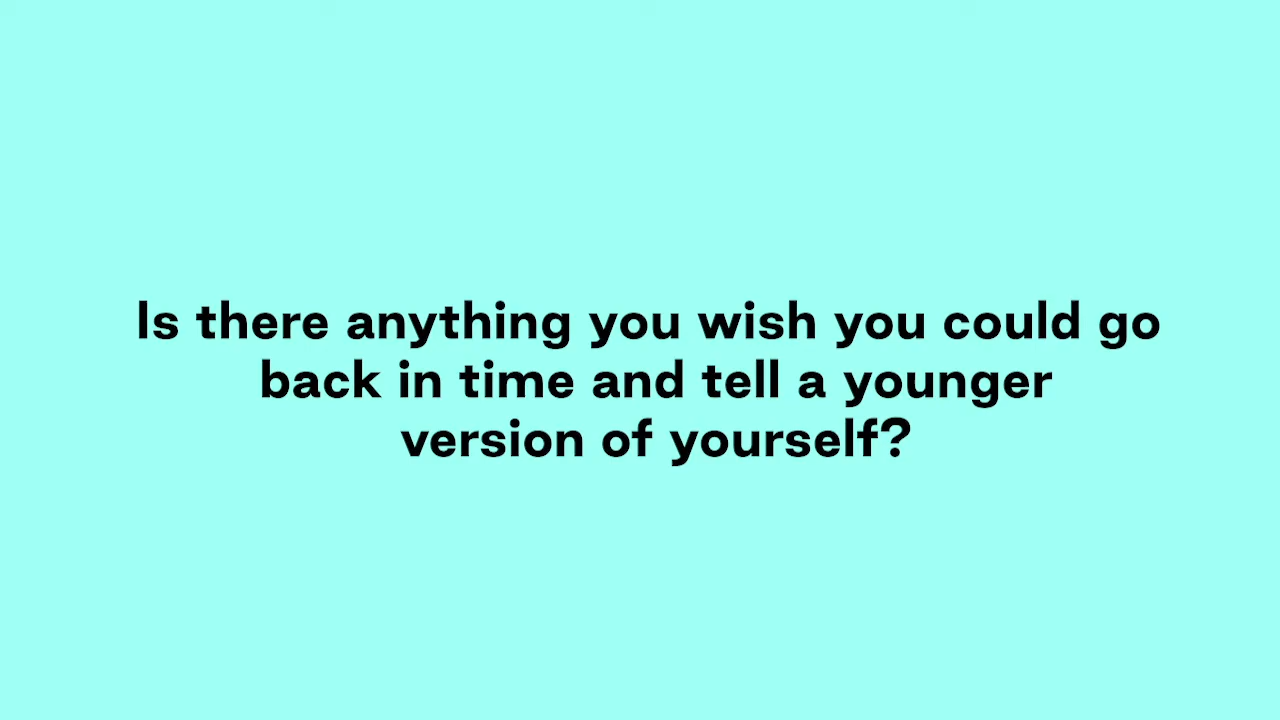 Is there anything you wish you could go
back in time and tell a younger
version of yourself?